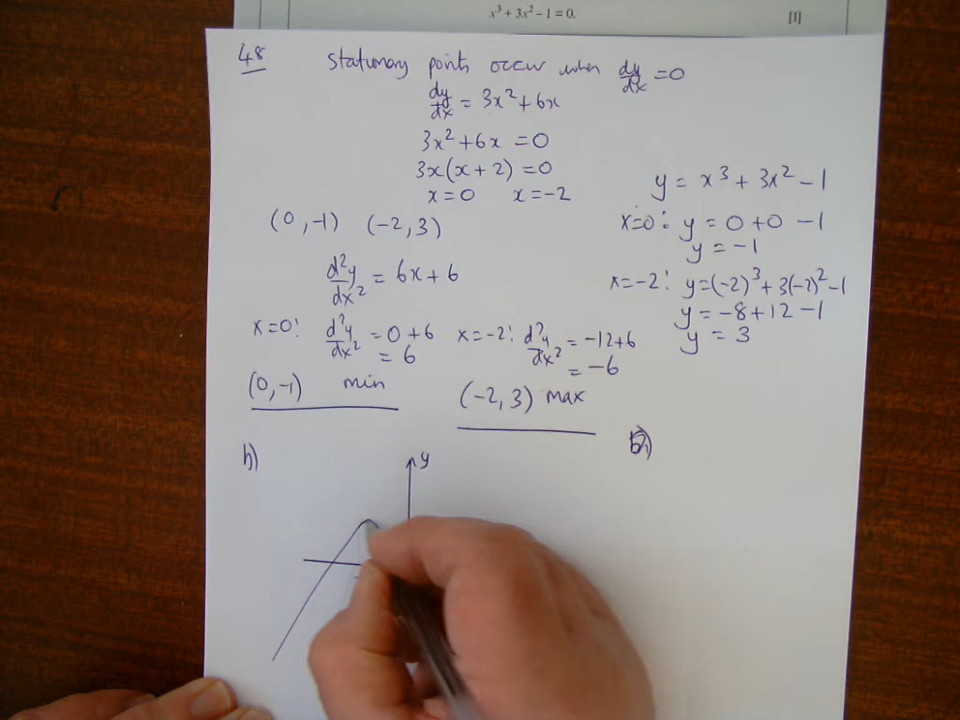 x³ + 3x² − 1 = 0. [1]
48 Stationary points occur when dy/dx = 0
dy/dx = 3x² + 6x
3x² + 6x = 0
3x(x + 2) = 0
x = 0 x = −2
(0, −1) (−2, 3)
d²y/dx² = 6x + 6
x=0: d²y/dx² = 0 + 6
= 6
x = −2: d²y/dx² = −12+6
= −6
(0, −1) min
(−2, 3) max
y = x³ + 3x² − 1
x=0: y = 0 + 0 − 1
y = −1
x = −2: y = (−2)³ + 3(−2)² − 1
y = −8 + 12 − 1
y = 3
b) y